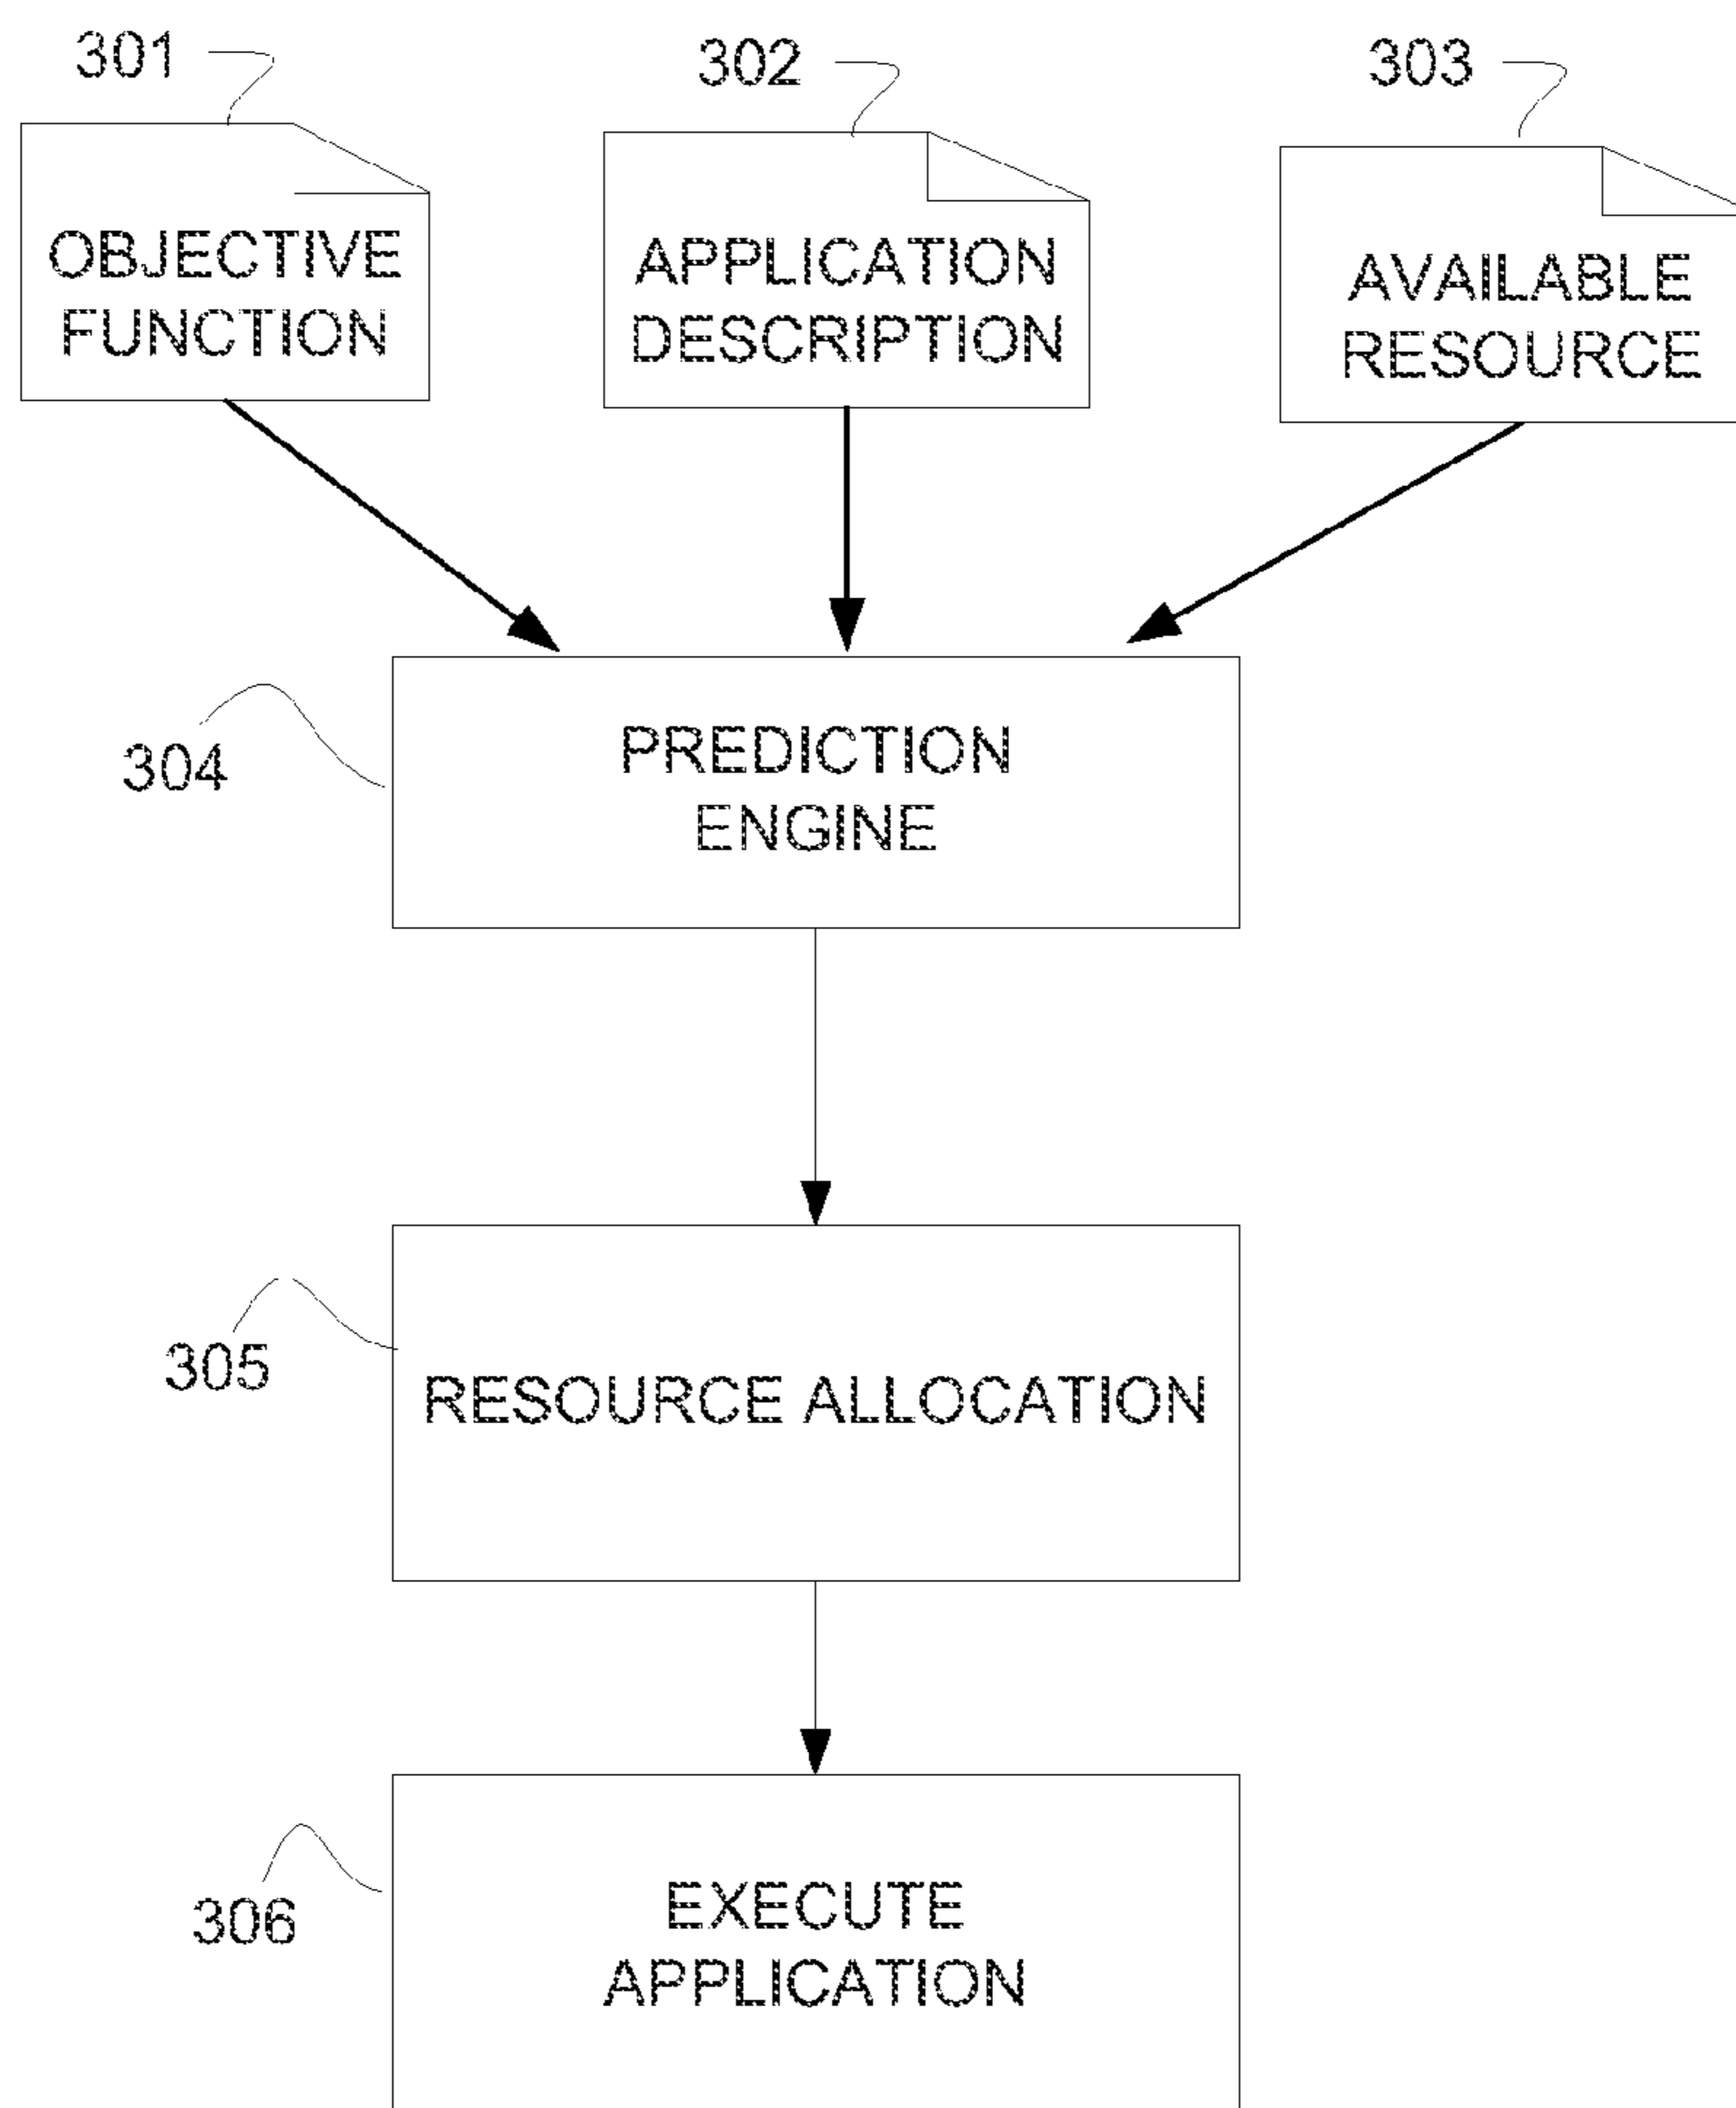 301
302
303
OBJECTIVE
FUNCTION
APPLICATION
DESCRIPTION
AVAILABLE
RESOURCE
304
PREDICTION
ENGINE
305
RESOURCE ALLOCATION
306
EXECUTE
APPLICATION